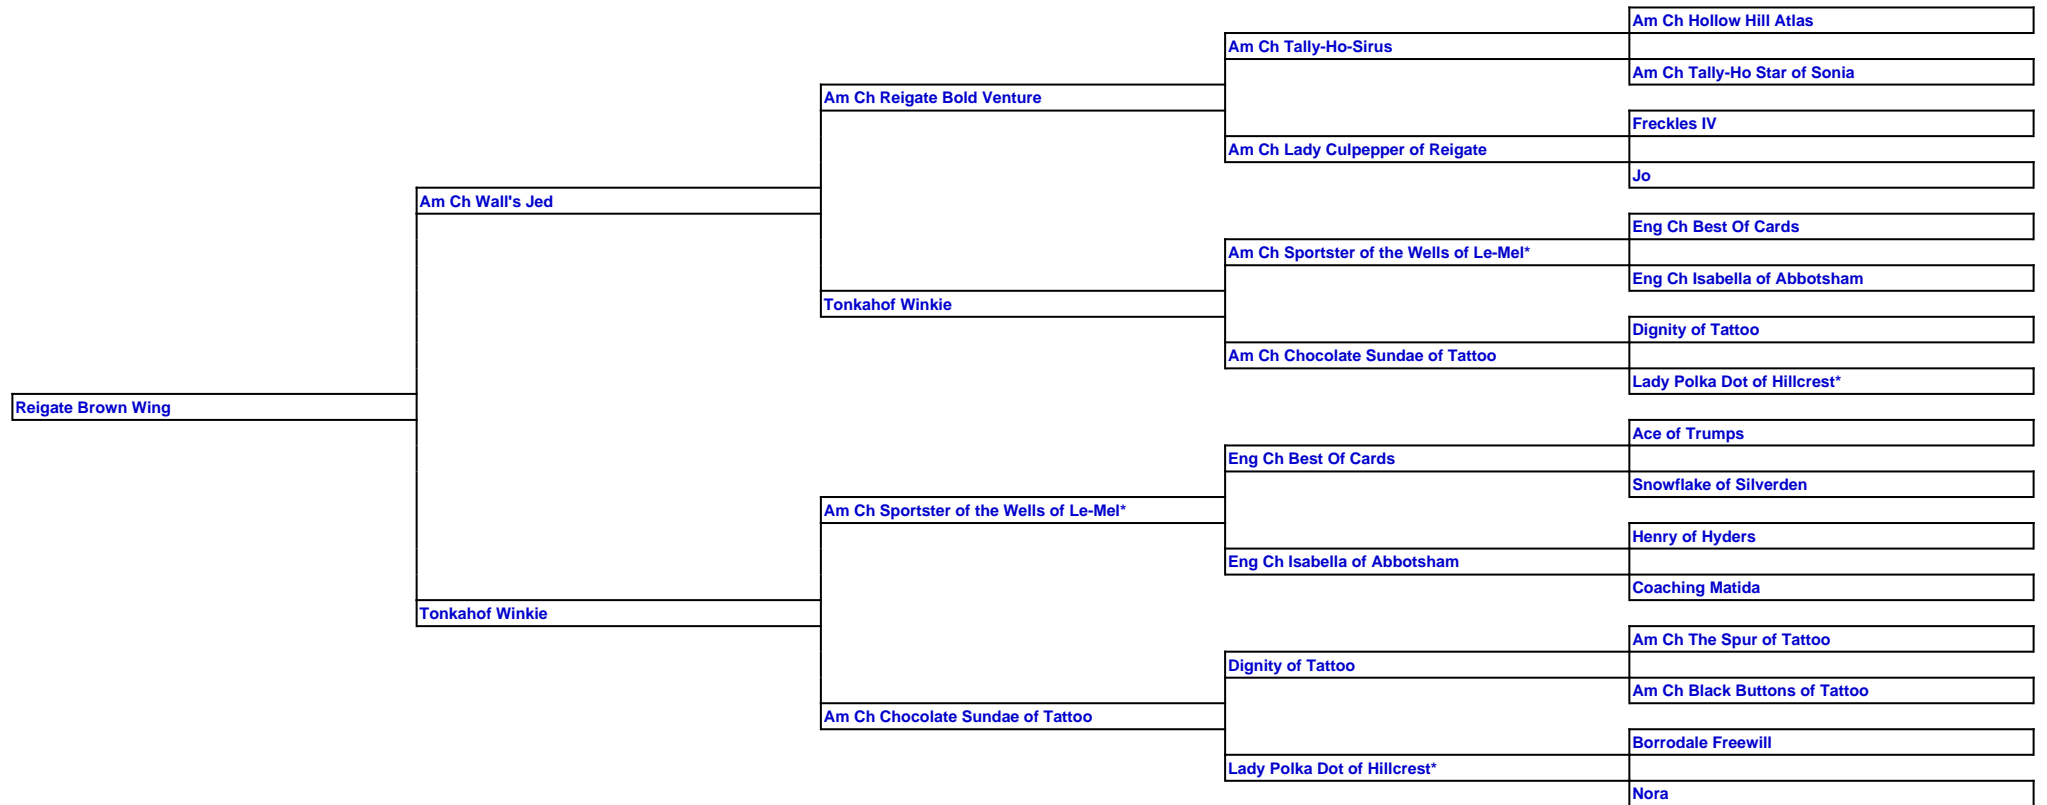 Am Ch Hollow Hill Atlas
Am Ch Tally-Ho-Sirus
Am Ch Tally-Ho Star of Sonia
Am Ch Reigate Bold Venture
Freckles IV
Am Ch Lady Culpepper of Reigate
Jo
Am Ch Wall's Jed
Eng Ch Best Of Cards
Am Ch Sportster of the Wells of Le-Mel*
Eng Ch Isabella of Abbotsham
Tonkahof Winkie
Dignity of Tattoo
Am Ch Chocolate Sundae of Tattoo
Lady Polka Dot of Hillcrest*
Reigate Brown Wing
Ace of Trumps
Eng Ch Best Of Cards
Snowflake of Silverden
Am Ch Sportster of the Wells of Le-Mel*
Henry of Hyders
Eng Ch Isabella of Abbotsham
Coaching Matida
Tonkahof Winkie
Am Ch The Spur of Tattoo
Dignity of Tattoo
Am Ch Black Buttons of Tattoo
Am Ch Chocolate Sundae of Tattoo
Borrodale Freewill
Lady Polka Dot of Hillcrest*
Nora